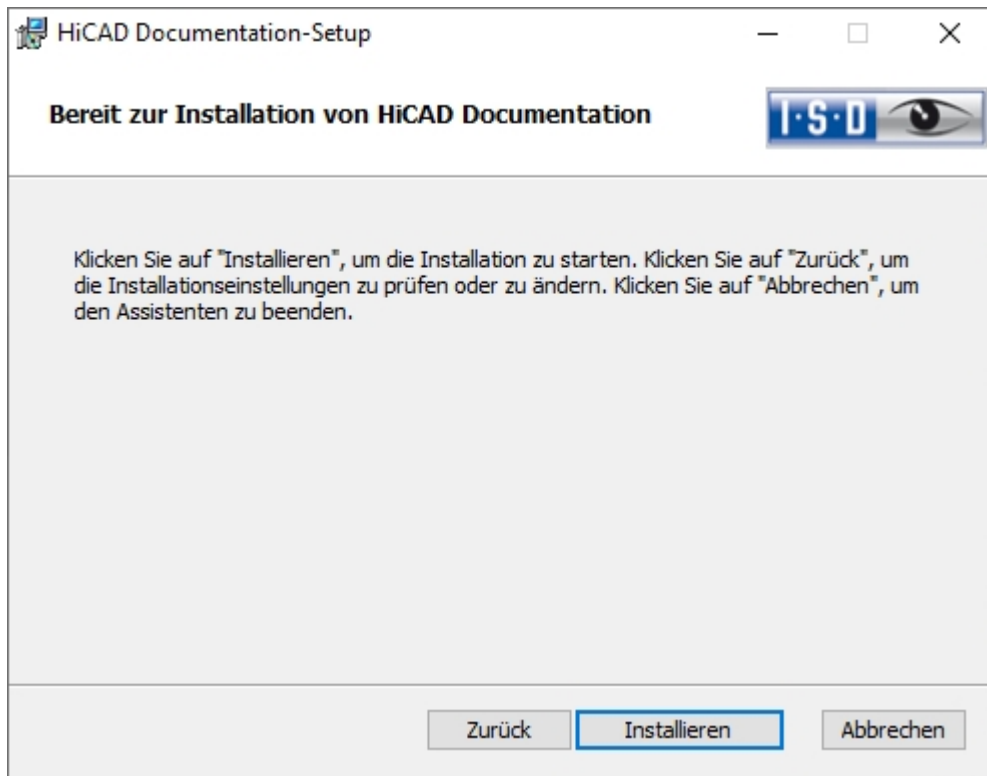 HiCAD Documentation-Setup
Bereit zur Installation von HiCAD Documentation
I·S·D
Klicken Sie auf "Installieren", um die Installation zu starten. Klicken Sie auf "Zurück", um
die Installationseinstellungen zu prüfen oder zu ändern. Klicken Sie auf "Abbrechen", um
den Assistenten zu beenden.
Zurück
Installieren
Abbrechen